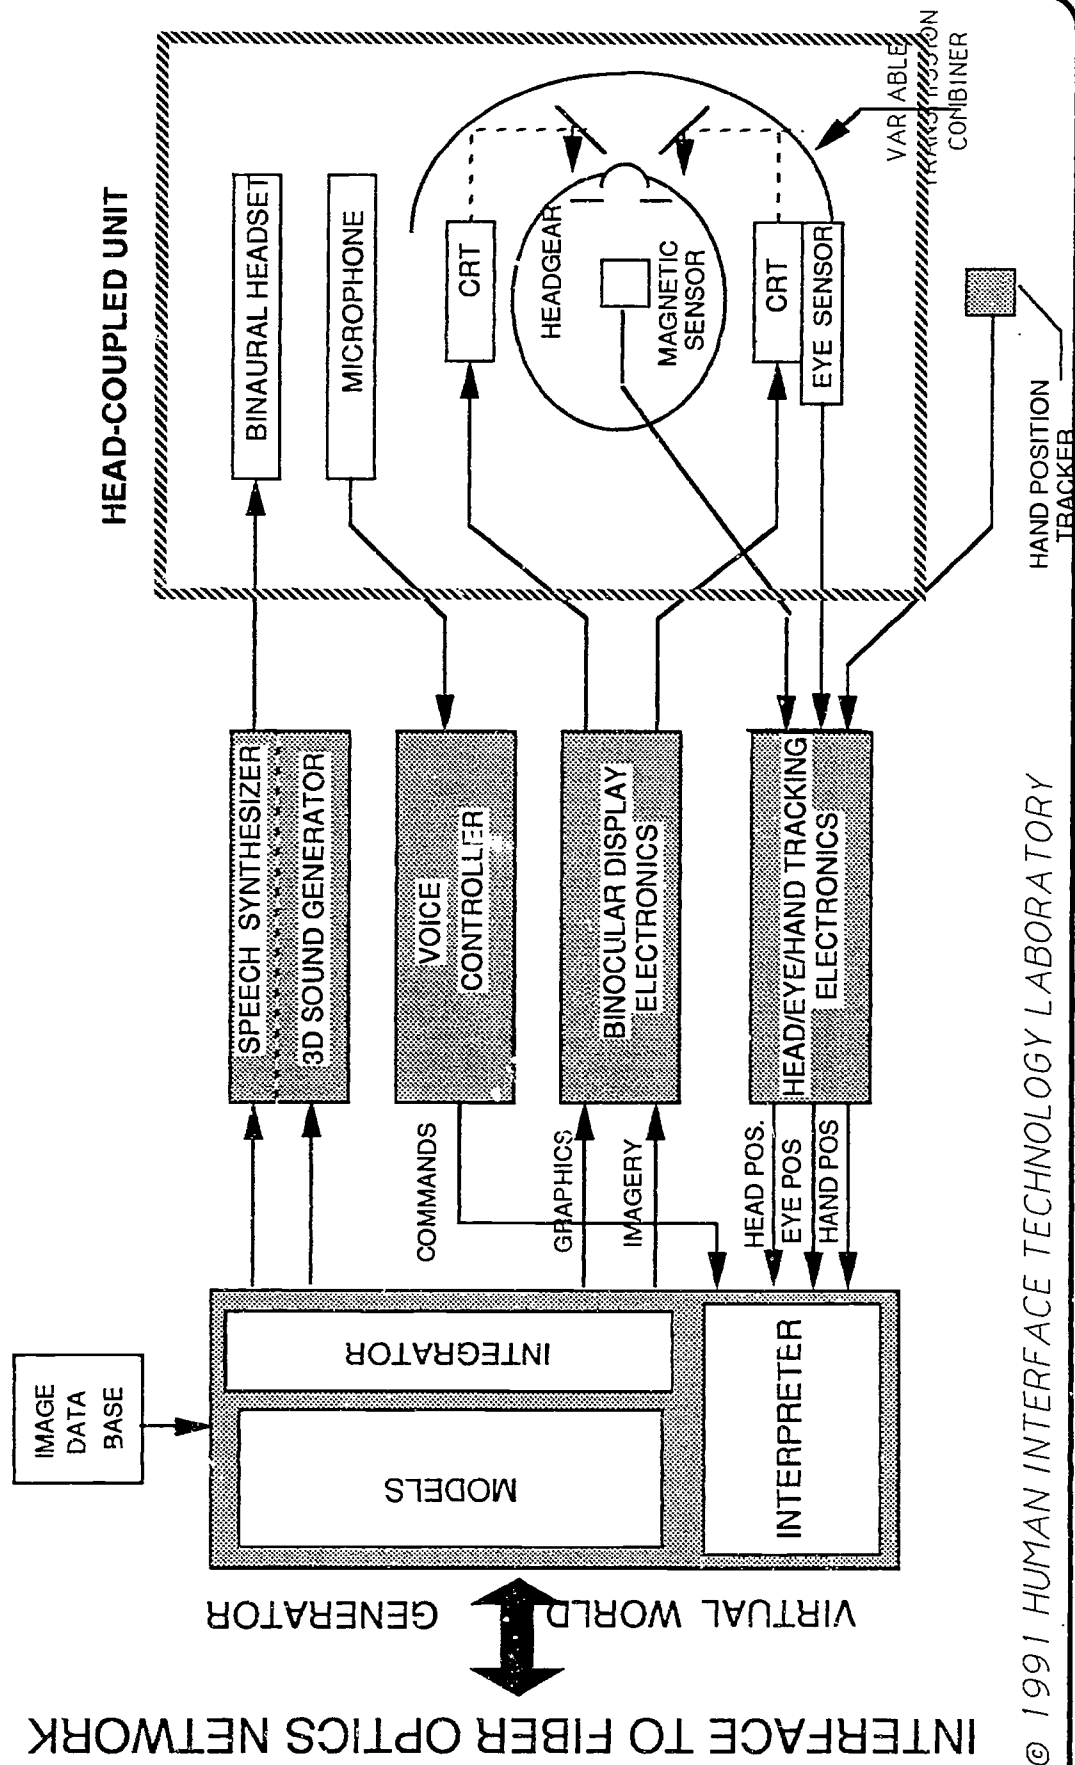 HEAD-COUPLED UNIT
BINAURAL HEADSET
MICROPHONE
CRT
HEADGEAR
MAGNETIC
SENSOR
CRT
EYE SENSOR
VARIABLE
TRANSMISSION
COMBINER
HAND POSITION
TRACKER
SPEECH SYNTHESIZER
3D SOUND GENERATOR
VOICE
CONTROLLER
BINOCULAR DISPLAY
ELECTRONICS
HEAD/EYE/HAND TRACKING
ELECTRONICS
COMMANDS
GRAPHICS
IMAGERY
HEAD POS.
EYE POS
HAND POS
IMAGE
DATA
BASE
INTEGRATOR
MODELS
INTERPRETER
VIRTUAL WORLD
GENERATOR
INTERFACE TO FIBER OPTICS NETWORK
© 1991 HUMAN INTERFACE TECHNOLOGY LABORATORY